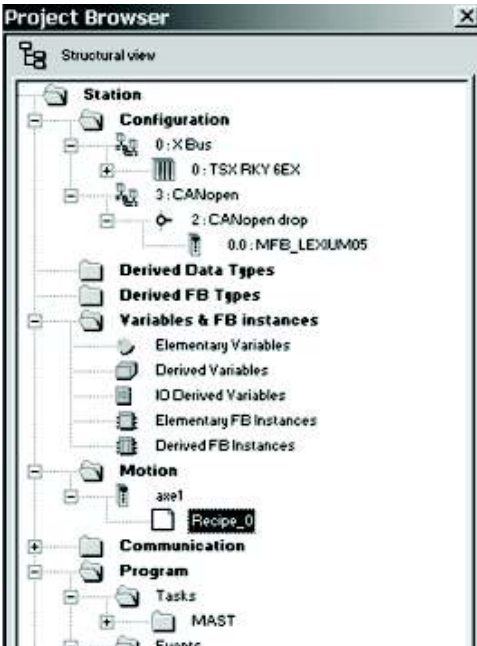 Project Browser
Structural view
Station
Configuration
0:X Bus
0:TSX RKY 6EX
3:CANopen
2:CANopen drop
0.0:MFB_LEXIUM05
Derived Data Types
Derived FB Types
Variables & FB instances
Elementary Variables
Derived Variables
IO Derived Variables
Elementary FB Instances
Derived FB Instances
Motion
axe1
Recipe_0
Communication
Program
Tasks
MAST
Events